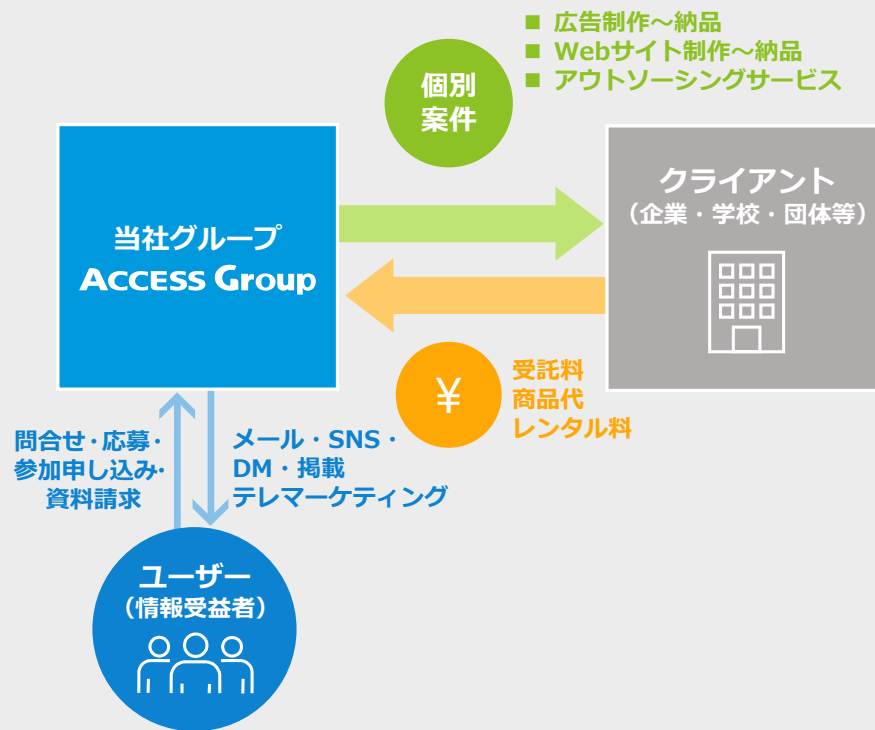 ■ 広告制作～納品
■ Webサイト制作～納品
■ アウトソーシングサービス
個別
案件
当社グループ
ACCESS Group
クライアント
（企業・学校・団体等）
¥
受託料
商品代
レンタル料
問合せ・応募・
参加申し込み・
資料請求
メール・SNS・
DM・掲載
テレマーケティング
ユーザー
（情報受益者）